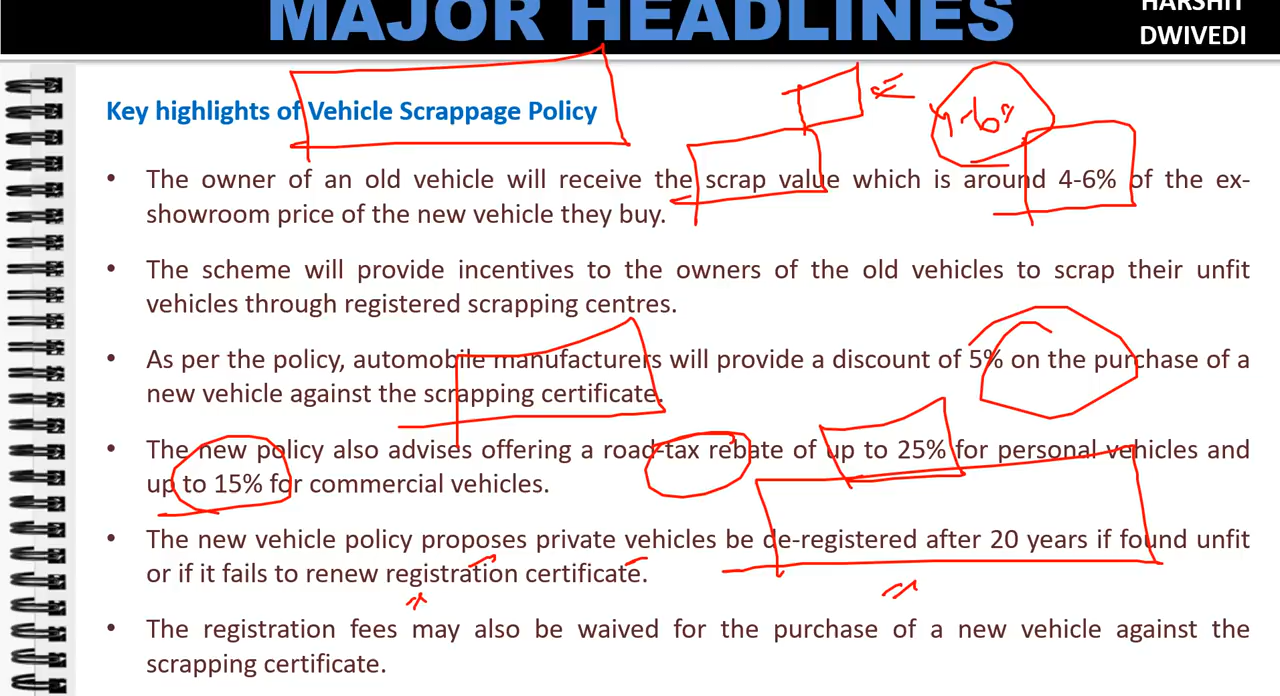 MAJOR HEADLINES
HARSHIT
DWIVEDI
Key highlights of Vehicle Scrappage Policy
• The owner of an old vehicle will receive the scrap value which is around 4-6% of the ex-
showroom price of the new vehicle they buy.
• The scheme will provide incentives to the owners of the old vehicles to scrap their unfit
vehicles through registered scrapping centres.
• As per the policy, automobile manufacturers will provide a discount of 5% on the purchase of a
new vehicle against the scrapping certificate.
• The new policy also advises offering a road-tax rebate of up to 25% for personal vehicles and
up to 15% for commercial vehicles.
• The new vehicle policy proposes private vehicles be de-registered after 20 years if found unfit
or if it fails to renew registration certificate.
• The registration fees may also be waived for the purchase of a new vehicle against the
scrapping certificate.